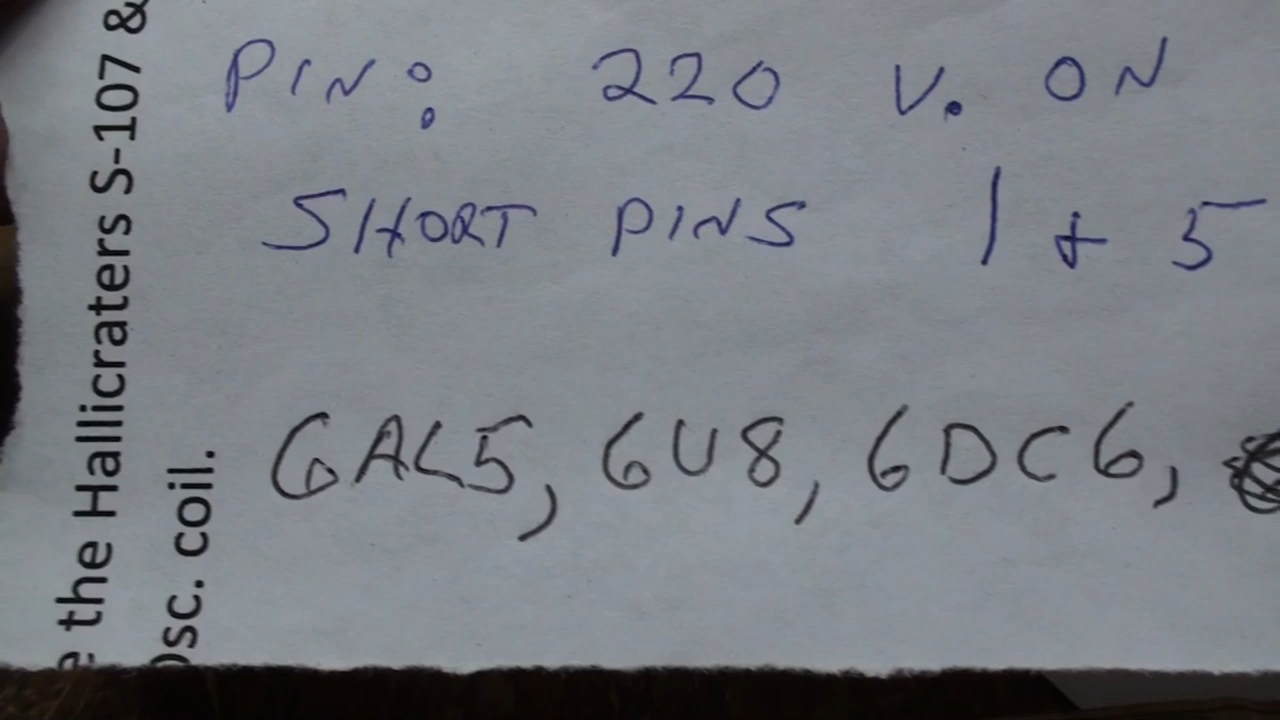 PIN: 220 V. ON
SHORT PINS 1 + 5
6AL5, 6U8, 6DC6,
the Hallicraters S-107 &
osc. coil.